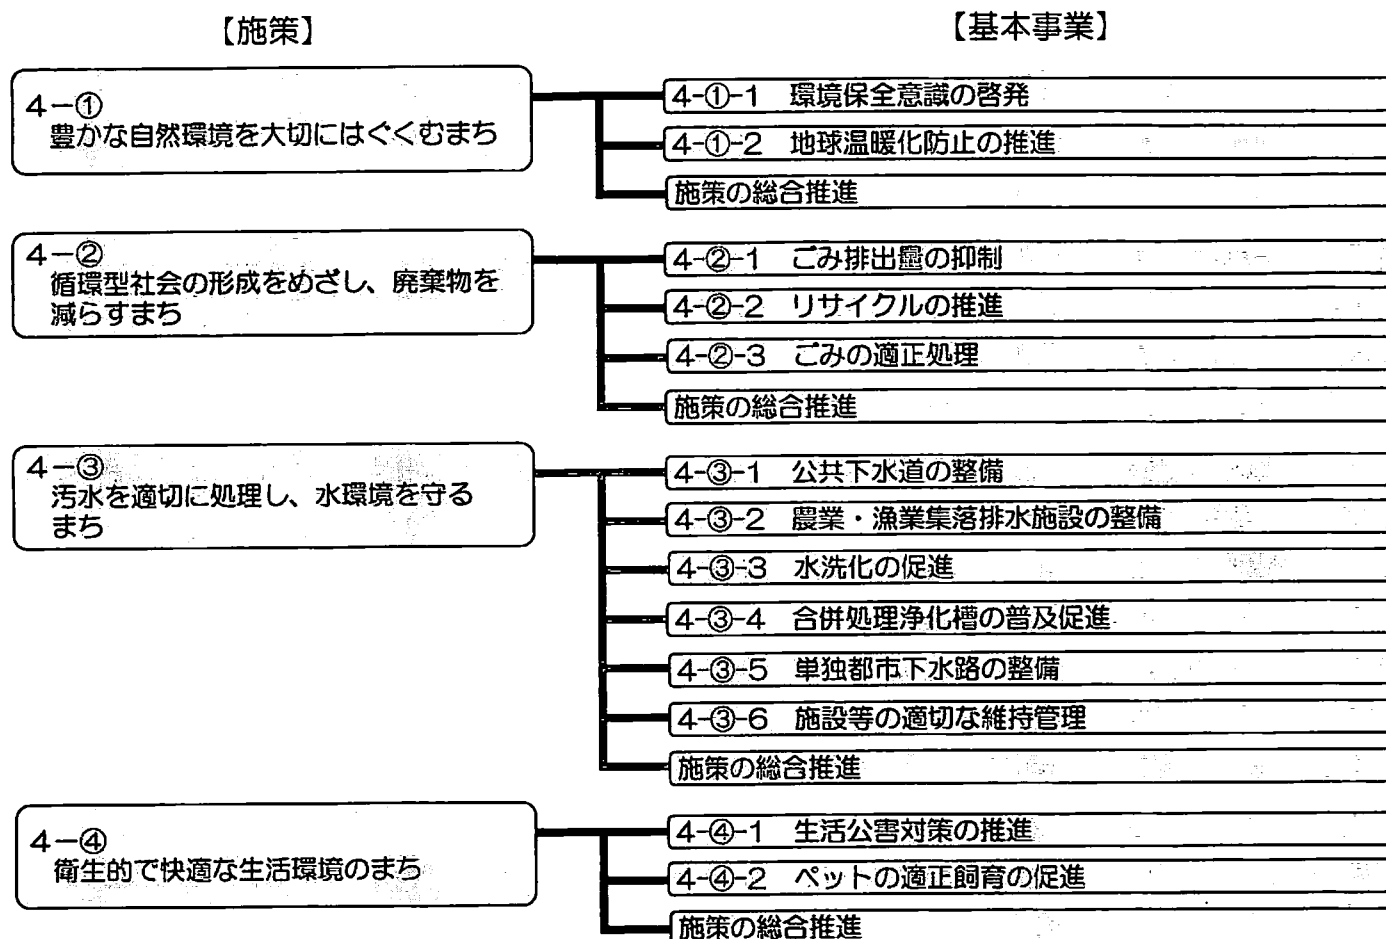 【施策】
【基本事業】
4－①
豊かな自然環境を大切にはぐくむまち
4-①-1 環境保全意識の啓発
4-①-2 地球温暖化防止の推進
施策の総合推進
4－②
循環型社会の形成をめざし、廃棄物を
減らすまち
4-②-1 ごみ排出量の抑制
4-②-2 リサイクルの推進
4-②-3 ごみの適正処理
施策の総合推進
4－③
汚水を適切に処理し、水環境を守る
まち
4-③-1 公共下水道の整備
4-③-2 農業・漁業集落排水施設の整備
4-③-3 水洗化の促進
4-③-4 合併処理浄化槽の普及促進
4-③-5 単独都市下水路の整備
4-③-6 施設等の適切な維持管理
施策の総合推進
4－④
衛生的で快適な生活環境のまち
4-④-1 生活公害対策の推進
4-④-2 ペットの適正飼育の促進
施策の総合推進